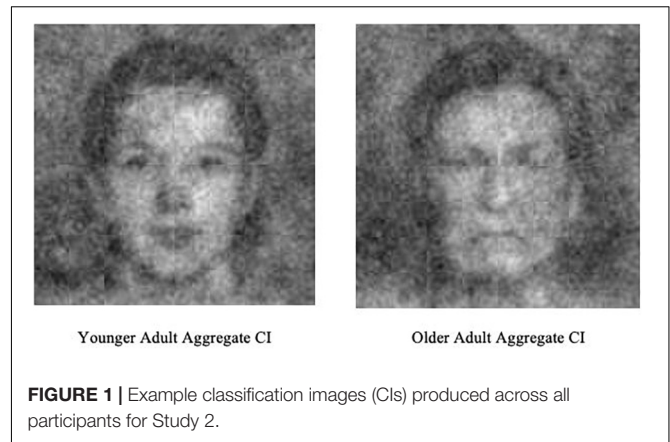 Younger Adult Aggregate CI
Older Adult Aggregate CI
FIGURE 1 | Example classification images (CIs) produced across all
participants for Study 2.